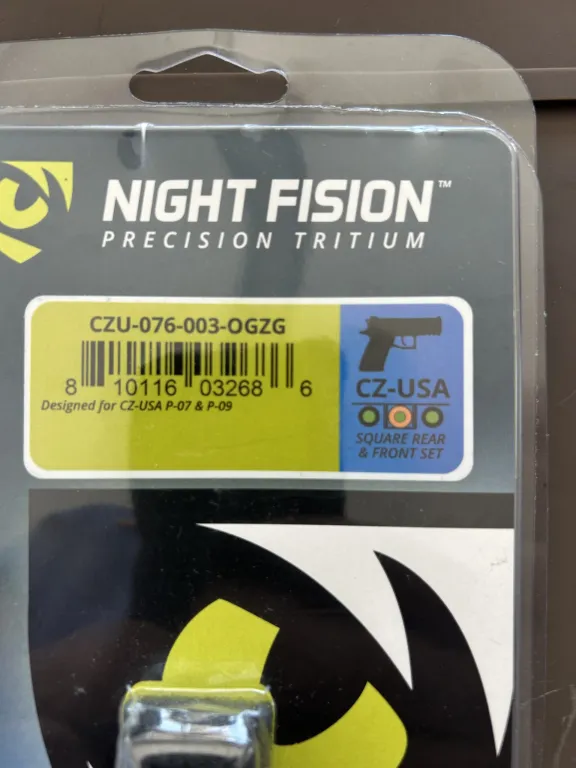 NIGHT FISION™
PRECISION TRITIUM
CZU-076-003-OGZG
8 10116 03268 6
Designed for CZ-USA P-07 & P-09
CZ-USA
SQUARE REAR
& FRONT SET